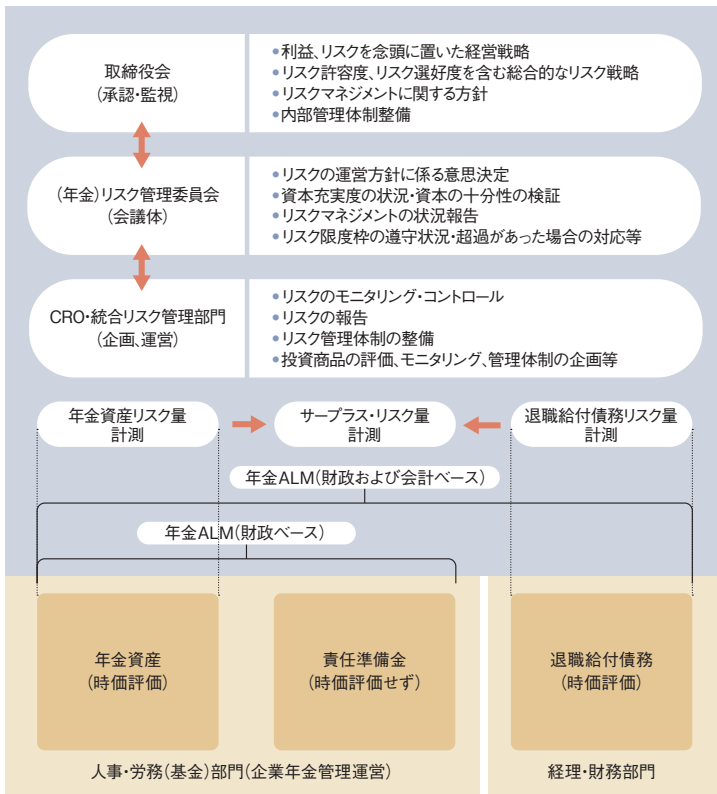 取締役会
(承認・監視)
●利益、リスクを念頭に置いた経営戦略
●リスク許容度、リスク選好度を含む総合的なリスク戦略
●リスクマネジメントに関する方針
●内部管理体制整備
(年金)リスク管理委員会
(会議体)
●リスクの運営方針に係る意思決定
●資本充実度の状況・資本の十分性の検証
●リスクマネジメントの状況報告
●リスク限度枠の遵守状況・超過があった場合の対応等
CRO・統合リスク管理部門
(企画、運営)
●リスクのモニタリング・コントロール
●リスクの報告
●リスク管理体制の整備
●投資商品の評価、モニタリング、管理体制の企画等
年金資産リスク量
計測
サープラス・リスク量
計測
退職給付債務リスク量
計測
年金ALM(財政および会計ベース)
年金ALM(財政ベース)
年金資産
(時価評価)
責任準備金
(時価評価せず)
退職給付債務
(時価評価)
人事・労務(基金)部門(企業年金管理運営)
経理・財務部門